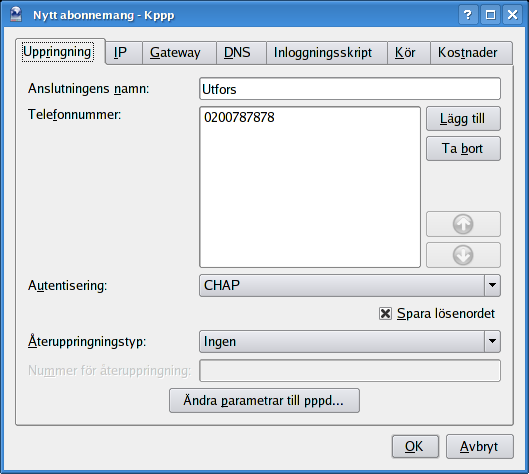 Nytt abonnemang - Kppp
Uppringning IP Gateway DNS Inloggningsskript Kör Kostnader
Anslutningens namn: Utfors
Telefonnummer: 0200787878 Lägg till
Ta bort
Autentisering: CHAP
Spara lösenordet
Återuppringningstyp: Ingen
Nummer för återuppringning:
Ändra parametrar till pppd...
OK Avbryt